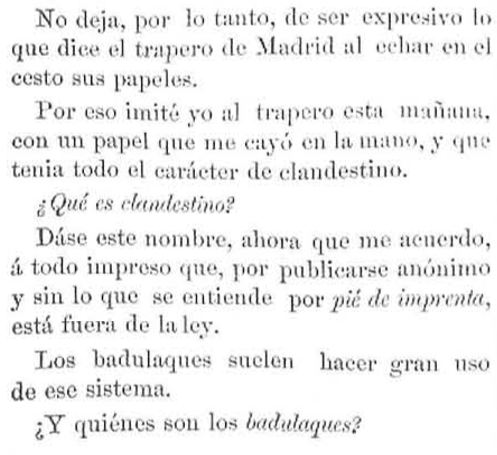 No deja, por lo tanto, de ser expresivo lo
que dice el trapero de Madrid al echar en el
cesto sus papeles.
Por eso imité yo al trapero esta mañana,
con un papel que me cayó en la mano, y que
tenia todo el carácter de clandestino.
¿Qué es clandestino?
Dáse este nombre, ahora que me acuerdo,
á todo impreso que, por publicarse anónimo
y sin lo que se entiende por pié de imprenta,
está fuera de la ley.
Los badulaques suelen hacer gran uso
de ese sistema.
¿Y quiénes son los badulaques?